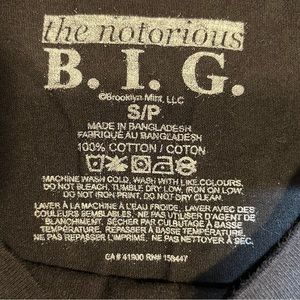 the notorious
B. I. G.
©Brooklyn Mint, LLC
S/P
MADE IN BANGLADESH
FABRIQUÉ AU BANGLADESH
100% COTTON / COTON
MACHINE WASH COLD, WASH WITH LIKE COLOURS.
DO NOT BLEACH, TUMBLE DRY LOW, IRON ON LOW.
DO NOT IRON PRINT, DO NOT DRY CLEAN.
LAVER À LA MACHINE À L'EAU FROIDE, LAVER AVEC DES
COULEURS SEMBLABLES. NE PAS UTILISER D'AGENT DE
BLANCHIMENT, SÉCHER PAR CULBUTAGE À BASSE
TEMPÉRATURE, REPASSER À BASSE TEMPÉRATURE.
NE PAS REPASSER L'IMPRIMÉ, NE PAS NETTOYER À SEC.
CA# 41900 RN# 159447